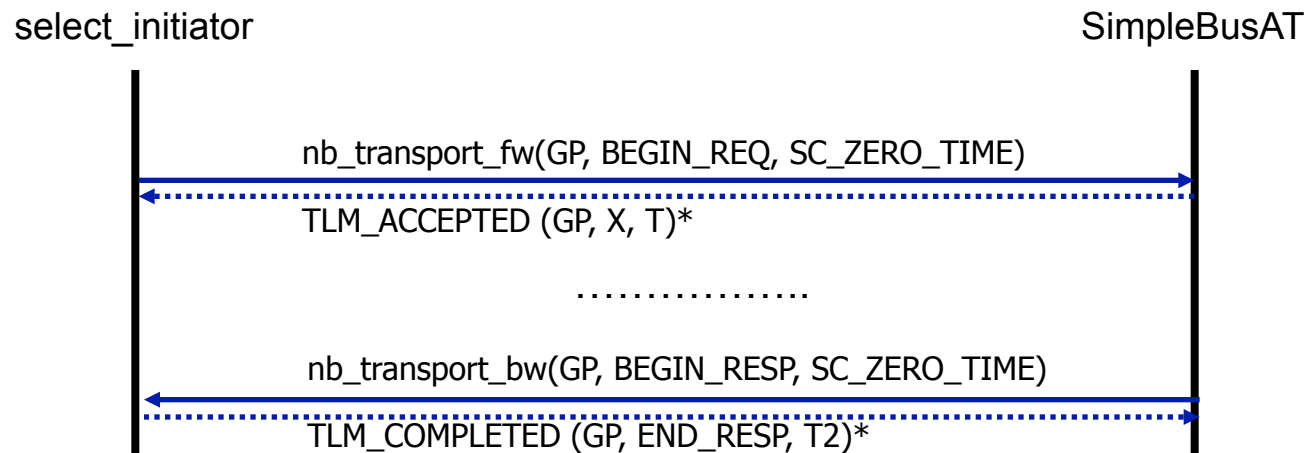 select_initiator
SimpleBusAT
nb_transport_fw(GP, BEGIN_REQ, SC_ZERO_TIME)
TLM_ACCEPTED (GP, X, T)*
……………..
nb_transport_bw(GP, BEGIN_RESP, SC_ZERO_TIME)
TLM_COMPLETED (GP, END_RESP, T2)*